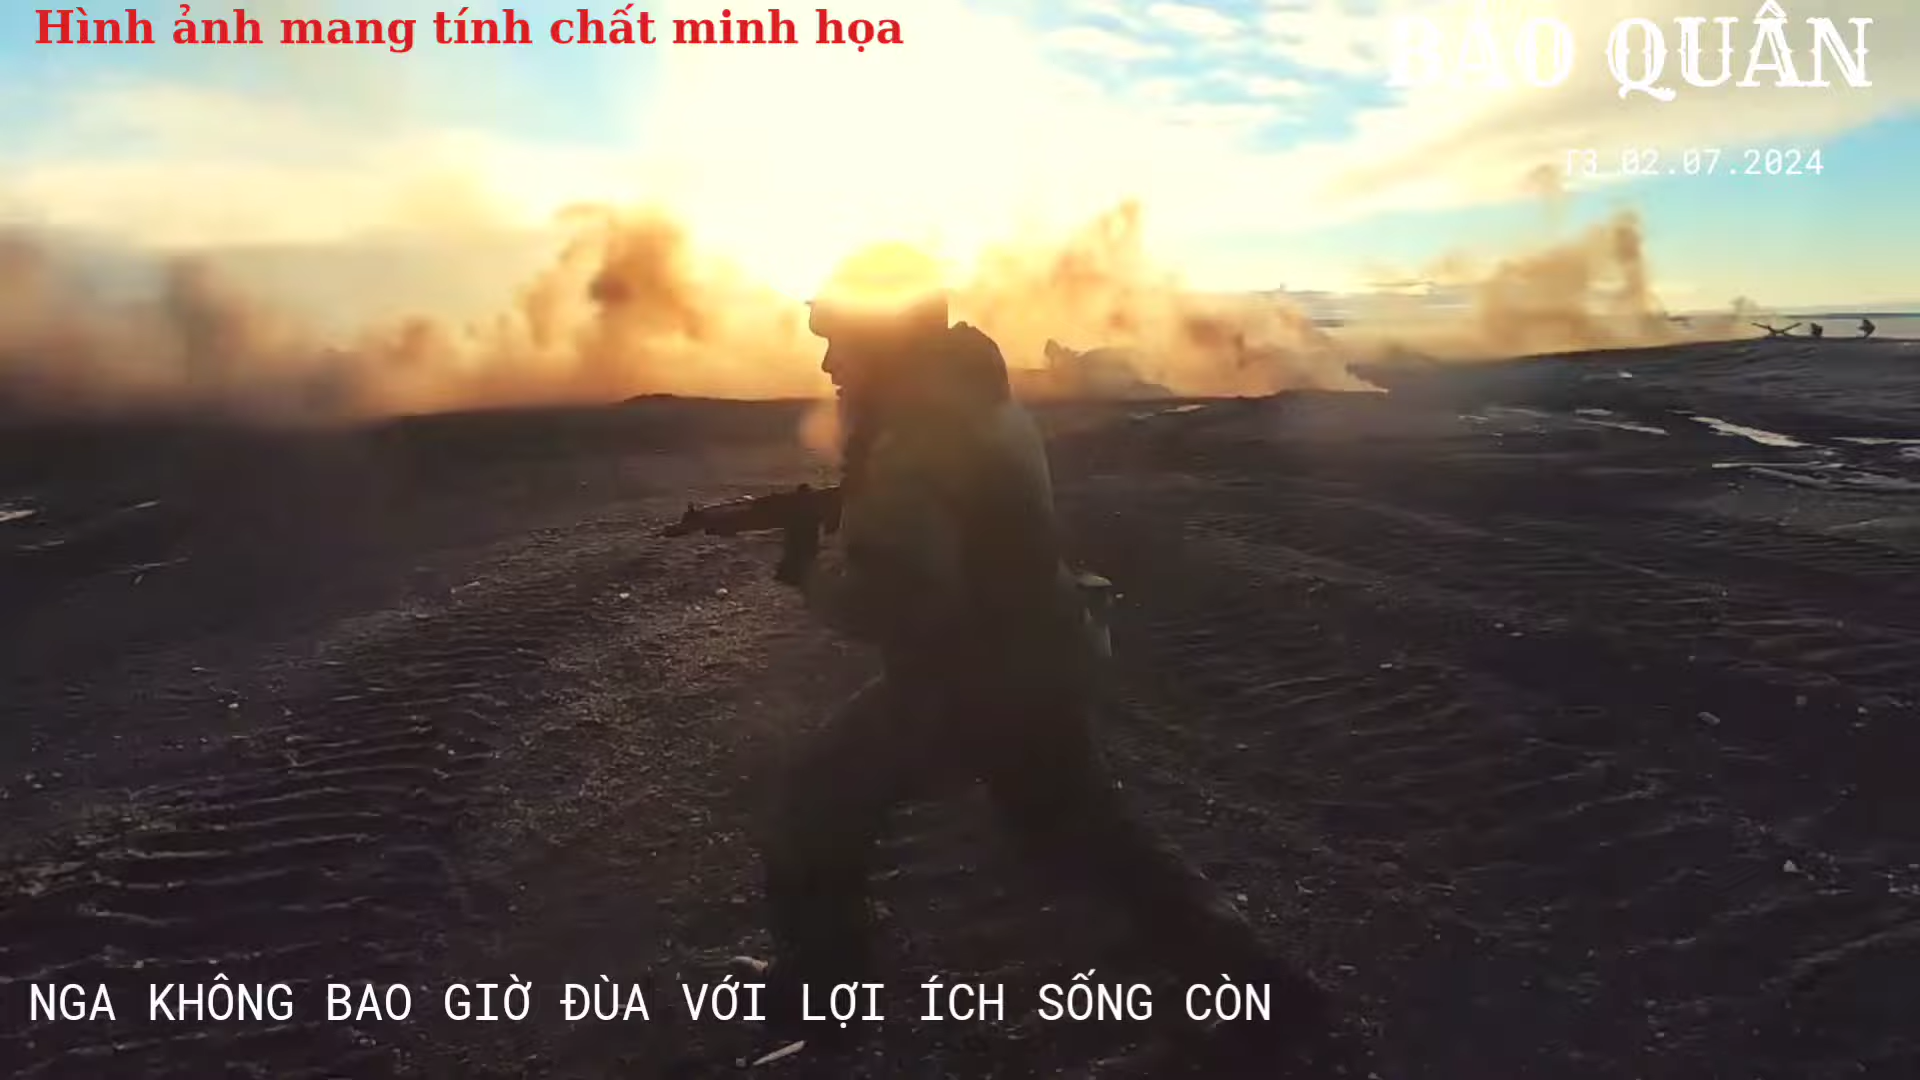 Hình ảnh mang tính chất minh họa
BẢO QUÂN
T3 02.07.2024
NGA KHÔNG BAO GIỜ ĐÙA VỚI LỢI ÍCH SỐNG CÒN